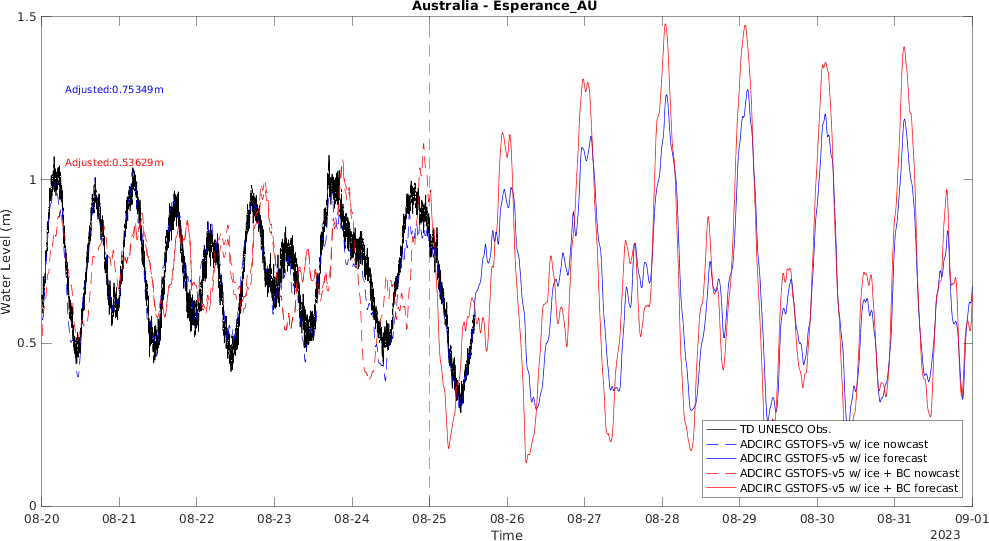 Australia - Esperance_AU
1.5
Adjusted:0.75349m
Adjusted:0.53629m
1
Water Level (m)
0.5
TD UNESCO Obs.
ADCIRC GSTOFS-v5 w/ ice nowcast
ADCIRC GSTOFS-v5 w/ ice forecast
ADCIRC GSTOFS-v5 w/ ice + BC nowcast
ADCIRC GSTOFS-v5 w/ ice + BC forecast
0
08-20 08-21 08-22 08-23 08-24 08-25 08-26 08-27 08-28 08-29 08-30 08-31 09-01
Time
2023